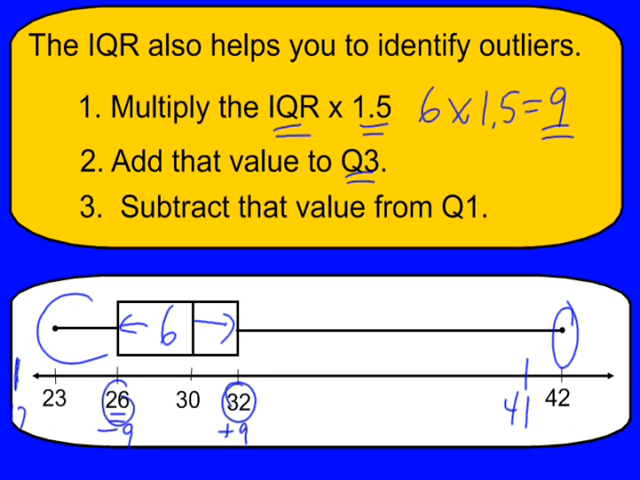 The IQR also helps you to identify outliers.
1. Multiply the IQR x 1.5 6 x 1.5 = 9
2. Add that value to Q3.
3. Subtract that value from Q1.
6
23 26 30 32 41 42
-9 +9